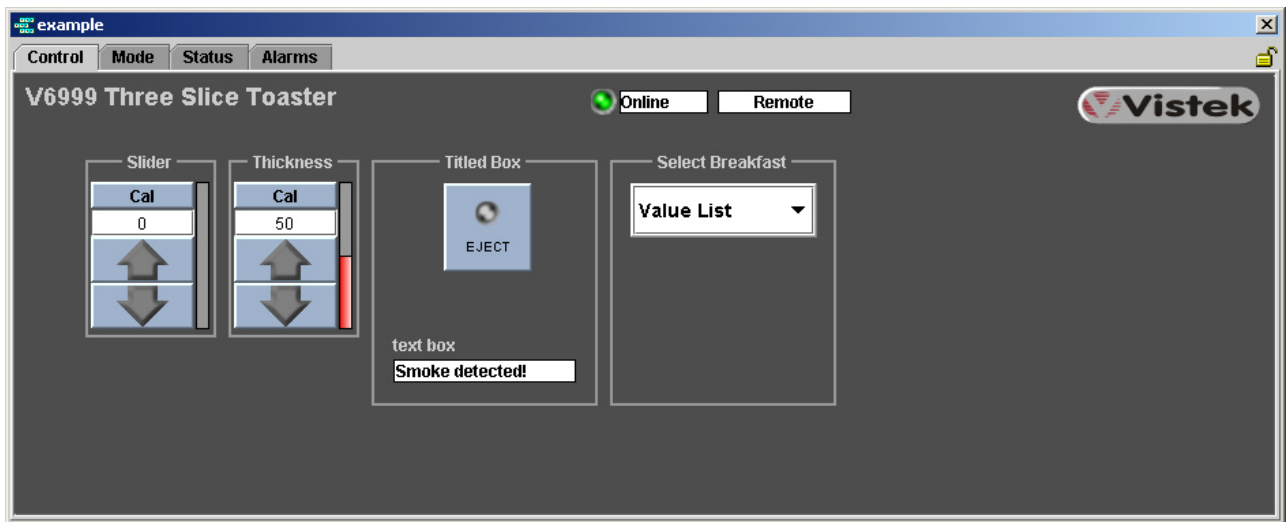 example
Control Mode Status Alarms
V6999 Three Slice Toaster
Online Remote
Vistek
Slider
Cal
0
Thickness
Cal
50
Titled Box
EJECT
text box
Smoke detected!
Select Breakfast
Value List